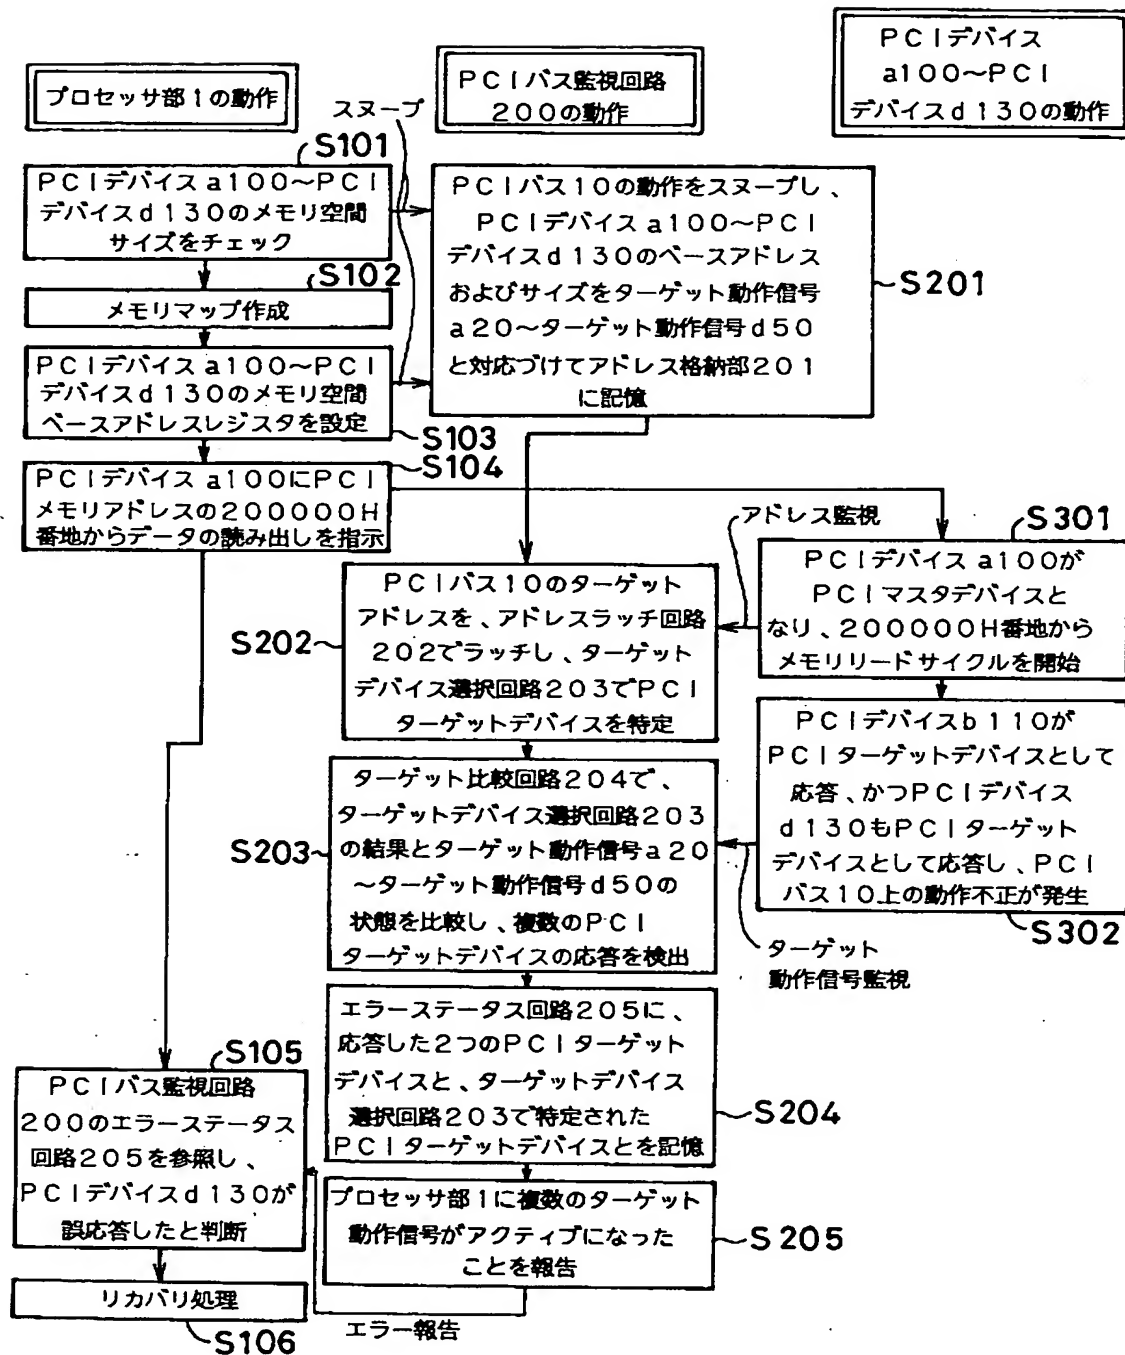 プロセッサ部1の動作
スヌープ
PCIバス監視回路
200の動作
PCIデバイス
a100〜PCI
デバイスd130の動作
S101
PCIデバイスa100〜PCI
デバイスd130のメモリ空間
サイズをチェック
S102
メモリマップ作成
PCIデバイスa100〜PCI
デバイスd130のメモリ空間
ベースアドレスレジスタを設定
S103
S104
PCIデバイスa100にPCI
メモリアドレスの200000H
番地からデータの読み出しを指示
PCIバス10の動作をスヌープし、
PCIデバイスa100〜PCI
デバイスd130のベースアドレス
およびサイズをターゲット動作信号
a20〜ターゲット動作信号d50
と対応づけてアドレス格納部201
に記憶
S201
アドレス監視
S301
PCIデバイスa100が
PCIマスタデバイスと
なり、200000H番地から
メモリリードサイクルを開始
S202
PCIバス10のターゲット
アドレスを、アドレスラッチ回路
202でラッチし、ターゲット
デバイス選択回路203でPCI
ターゲットデバイスを特定
PCIデバイスb110が
PCIターゲットデバイスとして
応答、かつPCIデバイス
d130もPCIターゲット
デバイスとして応答し、PCI
バス10上の動作不正が発生
S302
S203
ターゲット比較回路204で、
ターゲットデバイス選択回路203
の結果とターゲット動作信号a20
〜ターゲット動作信号d50の
状態を比較し、複数のPCI
ターゲットデバイスの応答を検出
ターゲット
動作信号監視
エラーステータス回路205に、
応答した2つのPCIターゲット
デバイスと、ターゲットデバイス
選択回路203で特定された
PCIターゲットデバイスとを記憶
S204
S105
PCIバス監視回路
200のエラーステータス
回路205を参照し、
PCIデバイスd130が
誤応答したと判断
プロセッサ部1に複数のターゲット
動作信号がアクティブになった
ことを報告
S205
リカバリ処理
S106
エラー報告